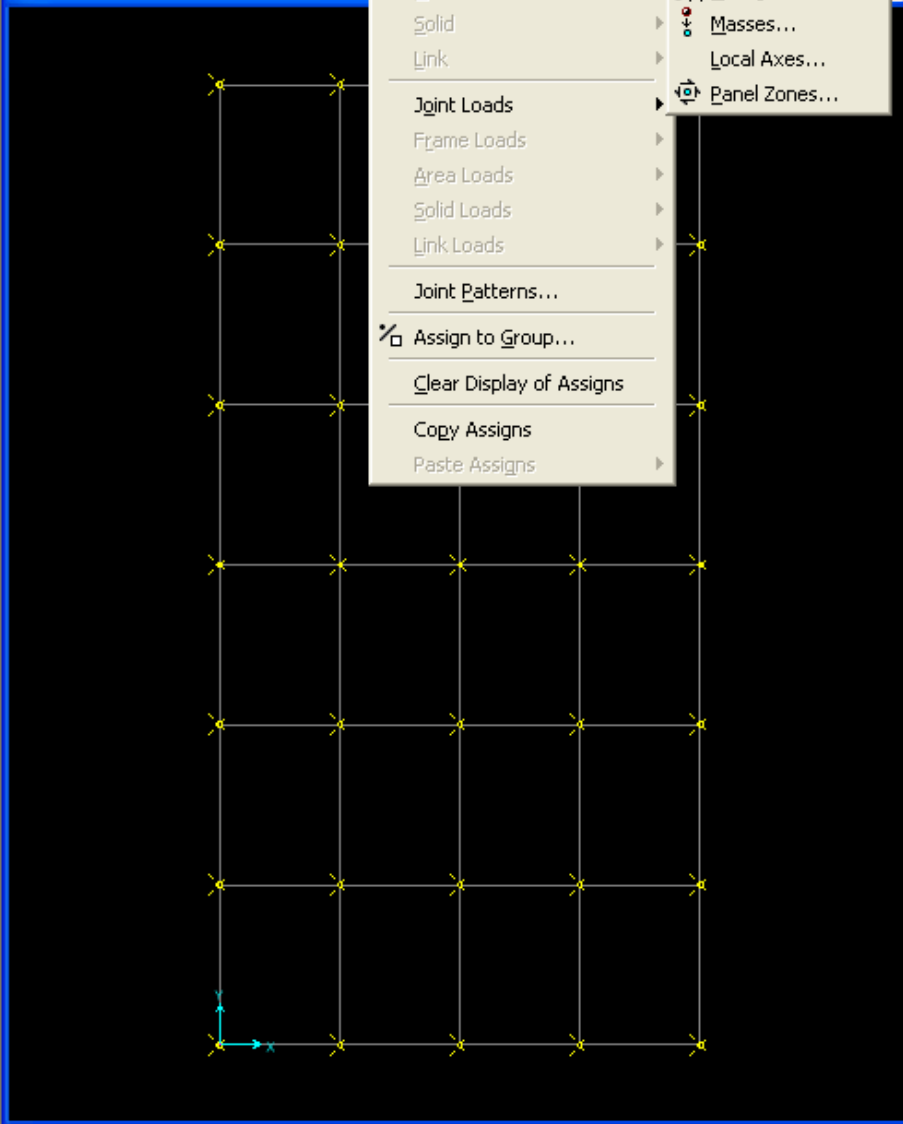 Solid
Link
Joint Loads
Frame Loads
Area Loads
Solid Loads
Link Loads
Joint Patterns...
Assign to Group...
Clear Display of Assigns
Copy Assigns
Paste Assigns
Masses...
Local Axes...
Panel Zones...
Y
X